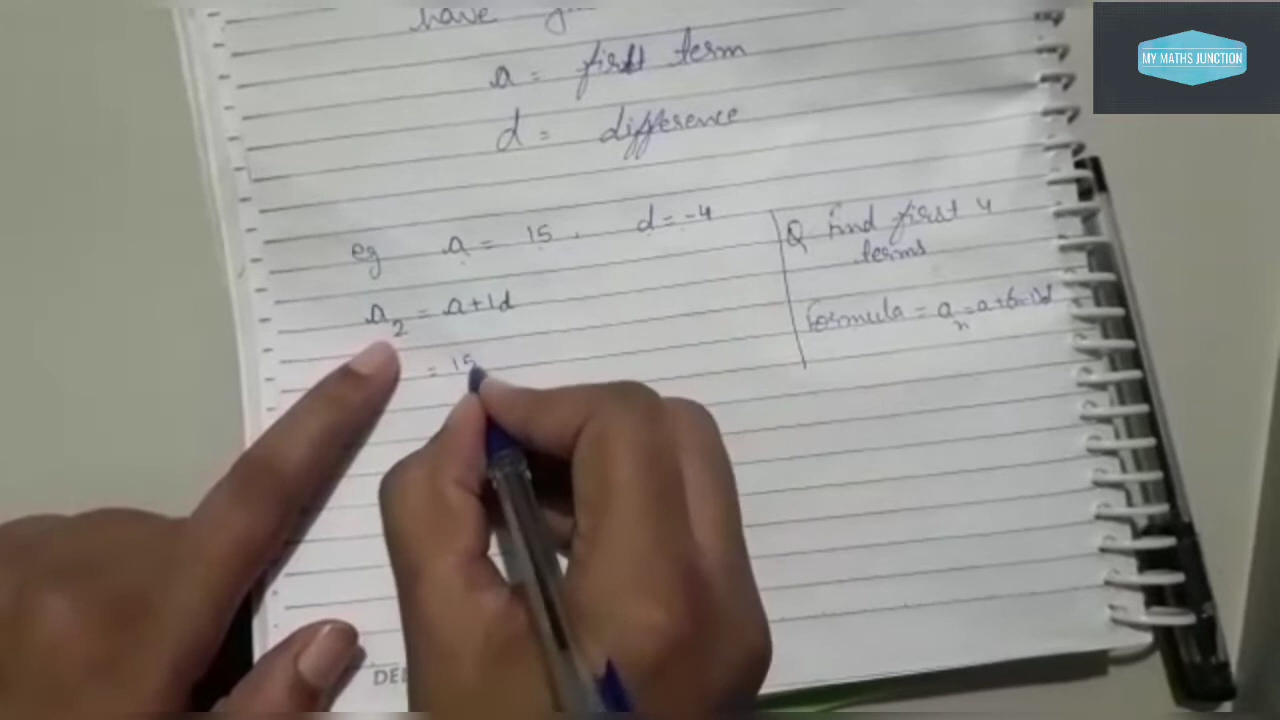 have
a = first term
d = difference
eg a = 15, d = -4
a2 = a+1d
= 15
Q Find first 4
terms
Formula = an = a+(n-1)d
MY MATHS JUNCTION